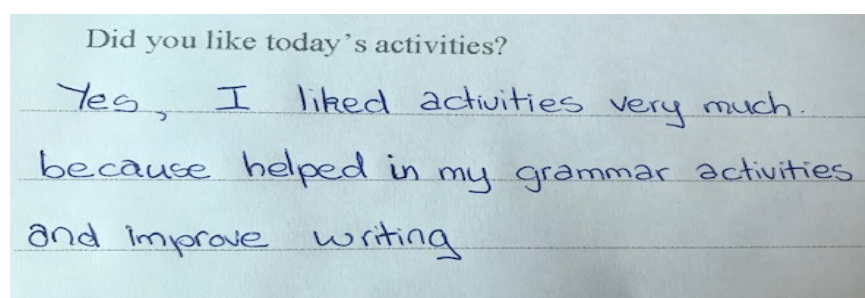 Did you like today's activities?
Yes, I liked activities very much.
because helped in my grammar activities
and improve writing